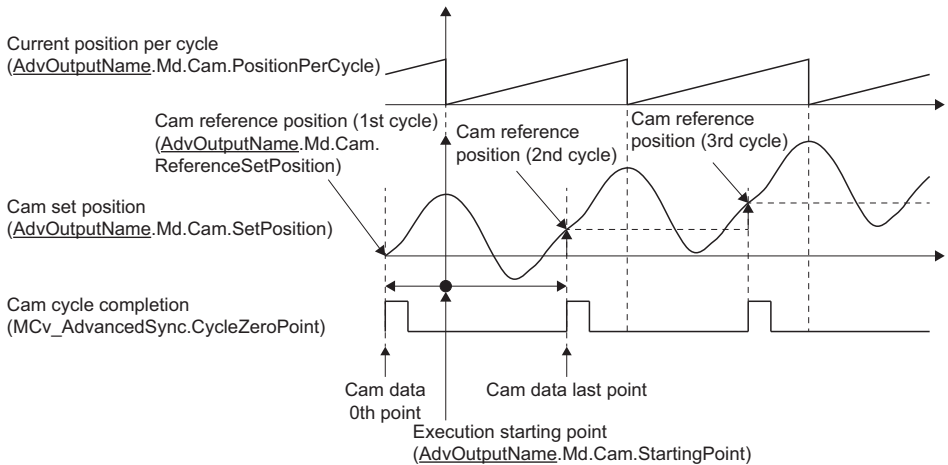 Current position per cycle
(AdvOutputName.Md.Cam.PositionPerCycle)
Cam reference position (1st cycle)
(AdvOutputName.Md.Cam.
ReferenceSetPosition)
Cam reference
position (2nd cycle)
Cam reference
position (3rd cycle)
Cam set position
(AdvOutputName.Md.Cam.SetPosition)
Cam cycle completion
(MCv_AdvancedSync.CycleZeroPoint)
Cam data
0th point
Cam data last point
Execution starting point
(AdvOutputName.Md.Cam.StartingPoint)